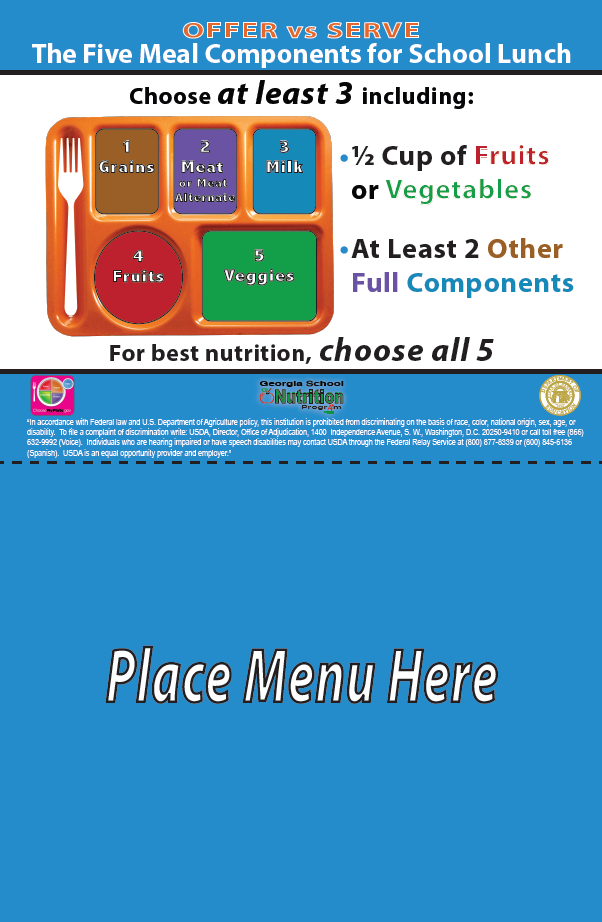 OFFER vs SERVE
The Five Meal Components for School Lunch
Choose at least 3 including:
1
Grains
2
Meat
or Meat
Alternate
3
Milk
4
Fruits
5
Veggies
•½ Cup of Fruits
or Vegetables
•At Least 2 Other
Full Components
For best nutrition, choose all 5
ChooseMyPlate.gov
Georgia School
Nutrition
Program
DEPARTMENT OF
EDUCATION
"In accordance with Federal law and U.S. Department of Agriculture policy, this institution is prohibited from discriminating on the basis of race, color, national origin, sex, age, or
disability. To file a complaint of discrimination write: USDA, Director, Office of Adjudication, 1400 Independence Avenue, S. W., Washington, D.C. 20250-9410 or call toll free (866)
632-9992 (Voice). Individuals who are hearing impaired or have speech disabilities may contact USDA through the Federal Relay Service at (800) 877-8339 or (800) 845-6136
(Spanish). USDA is an equal opportunity provider and employer."
Place Menu Here